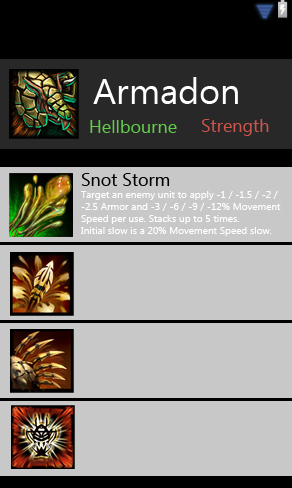 Armadon
Hellbourne Strength
Snot Storm
Target an enemy unit to apply -1 / -1.5 / -2 /
-2.5 Armor and -3 / -6 / -9 / -12% Movement
Speed per use. Stacks up to 5 times.
Initial slow is a 20% Movement Speed slow.